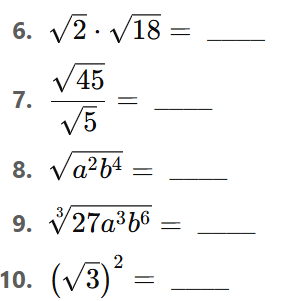 6. √2 · √18 = ____
7. √45 / √5 = ____
8. √a²b⁴ = ____
9. ∛27a³b⁶ = ____
10. (√3)² = ____